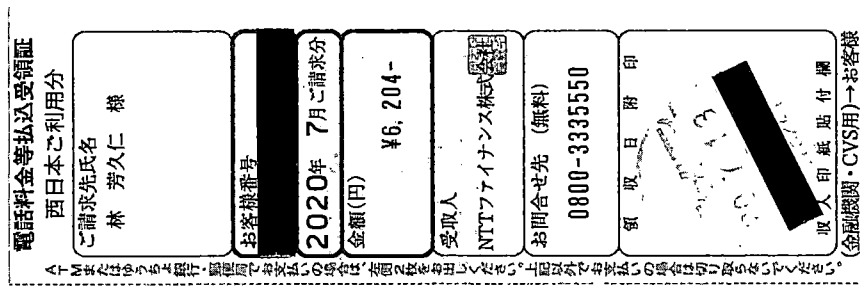 電話料金等払込受領証
西日本ご利用分
ご請求先氏名
林 芳久仁 様
お客様番号
2020年 7月ご請求分
金額(円)
¥6,204-
受取人
NTTファイナンス株式会社
お問合せ先 (無料)
0800-3335550
領収日附印
収入印紙貼付欄
(金融機関・CVS用)→お客様
ATMまたはゆうちょ銀行・郵便局でお支払いの場合は、左側2枚をお出しください。上記以外でお支払いの場合は切り取らないでください。